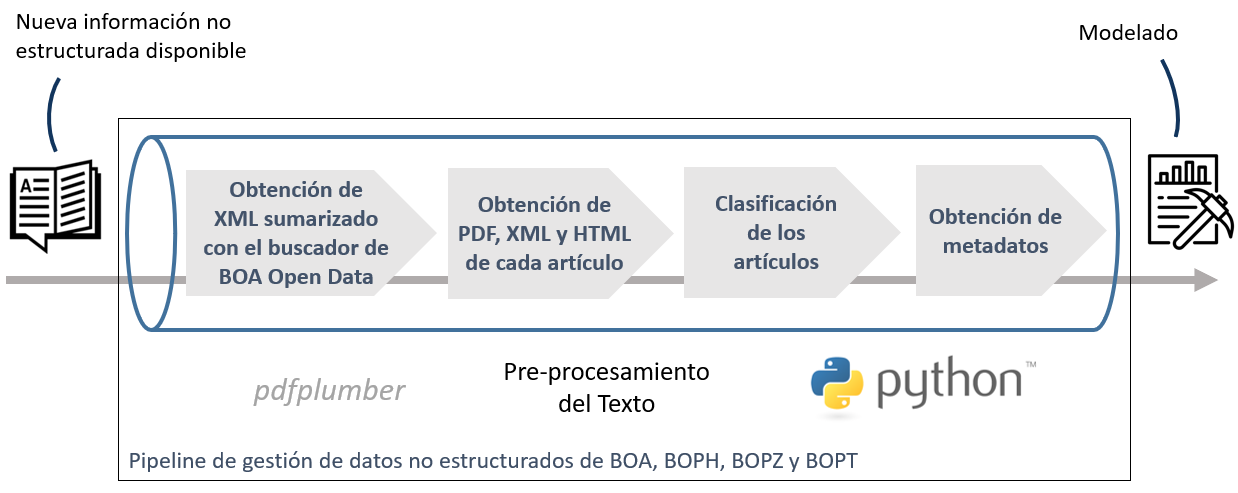 Nueva información no
estructurada disponible
Modelado
A
Obtención de
XML sumarizado
con el buscador de
BOA Open Data
Obtención de
PDF, XML y HTML
de cada artículo
Clasificación
de los
artículos
Obtención de
metadatos
pdfplumber
Pre-procesamiento
del Texto
python™
Pipeline de gestión de datos no estructurados de BOA, BOPH, BOPZ y BOPT